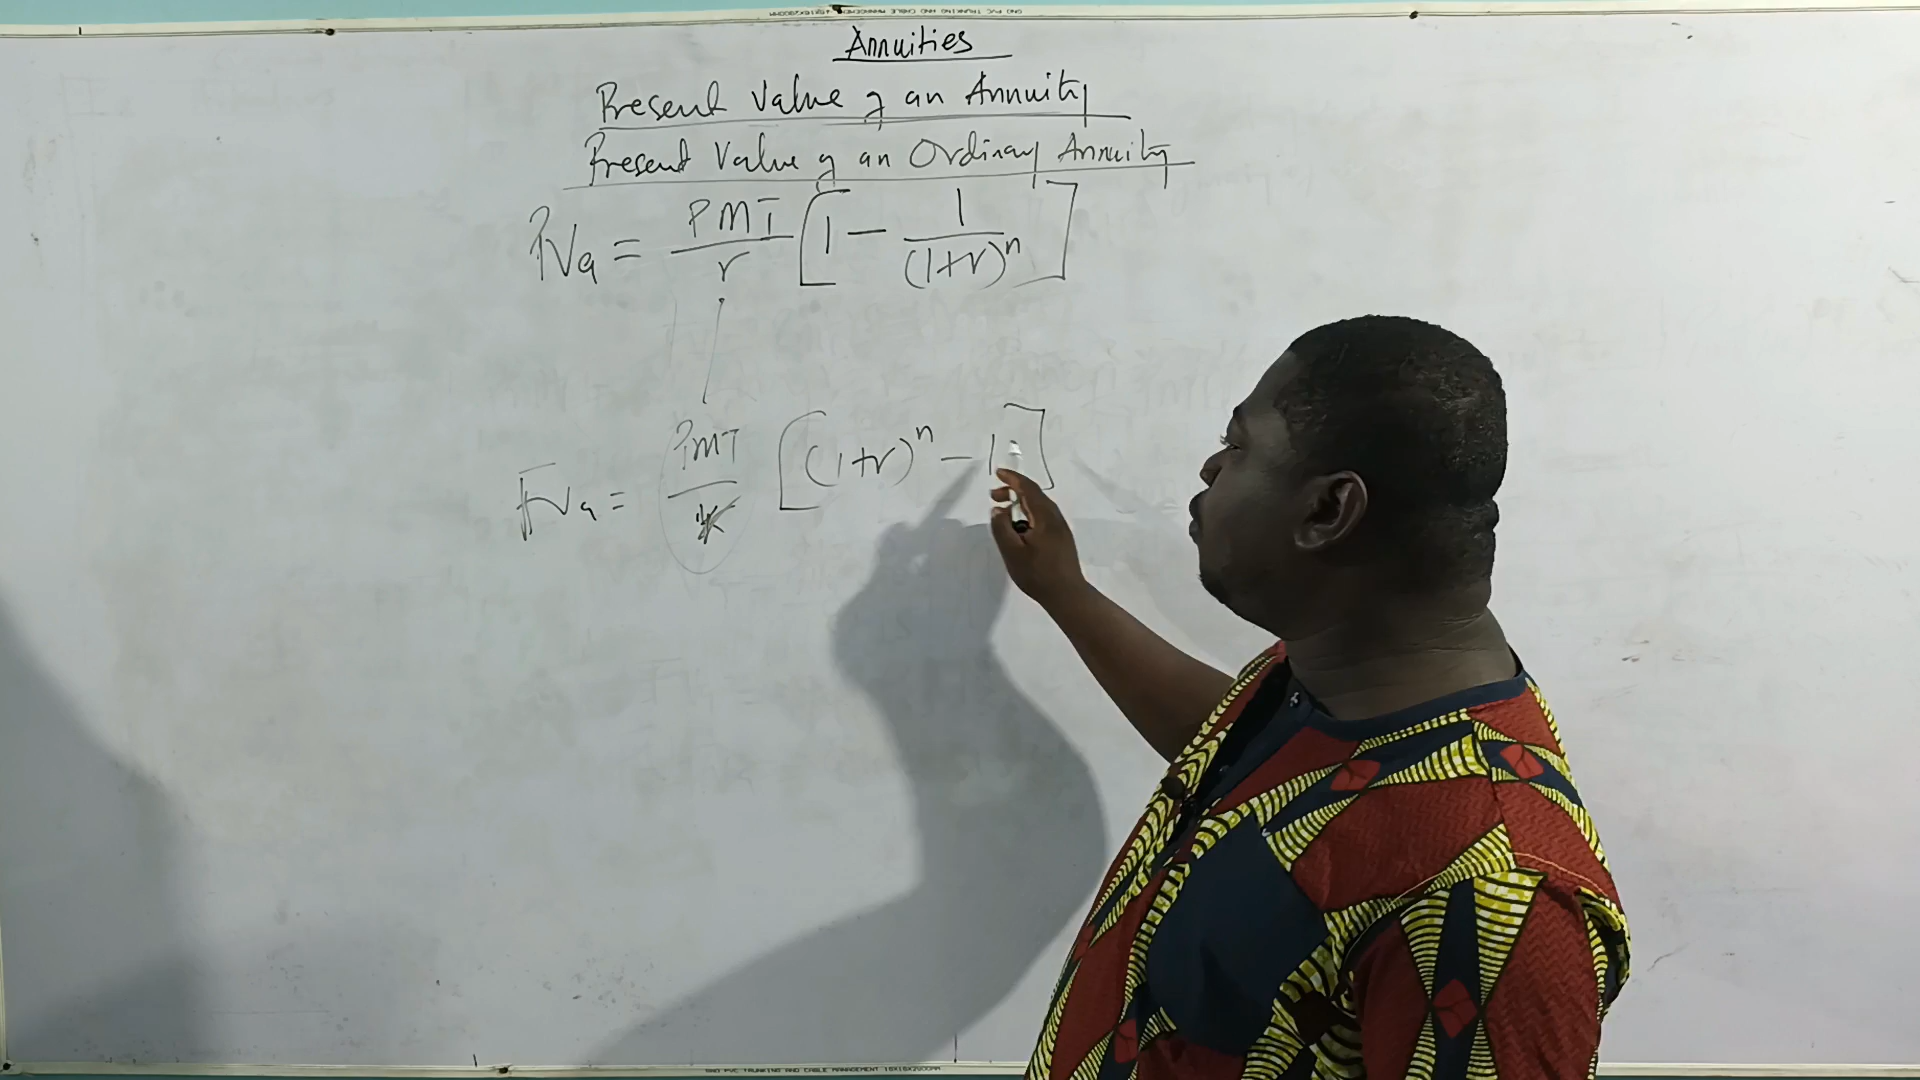 Annuities
Present Value of an Annuity
Present Value of an Ordinary Annuity
PVa = PMT/r [1 - 1/(1+r)^n]
FVa = PMT/r [(1+r)^n - 1]